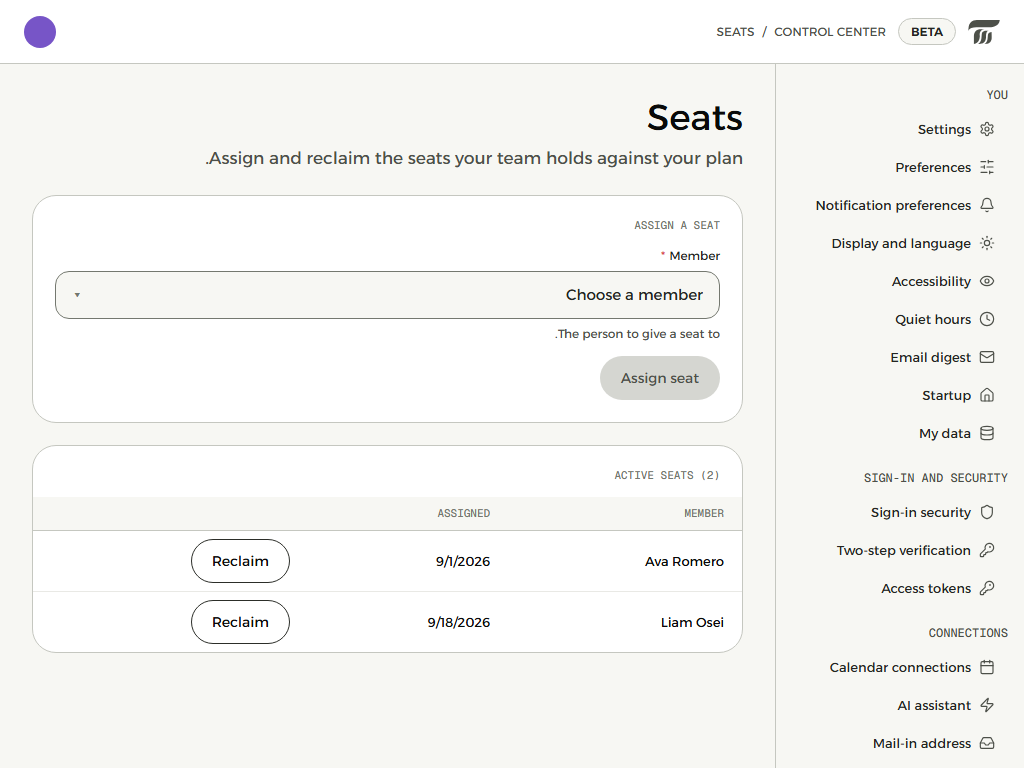 SEATS / CONTROL CENTER BETA
YOU
Settings
Preferences
Notification preferences
Display and language
Accessibility
Quiet hours
Email digest
Startup
My data
SIGN-IN AND SECURITY
Sign-in security
Two-step verification
Access tokens
CONNECTIONS
Calendar connections
AI assistant
Mail-in address
Seats
.Assign and reclaim the seats your team holds against your plan
ASSIGN A SEAT
* Member
Choose a member
.The person to give a seat to
Assign seat
ACTIVE SEATS (2)
MEMBER ASSIGNED
Ava Romero 9/1/2026 Reclaim
Liam Osei 9/18/2026 Reclaim